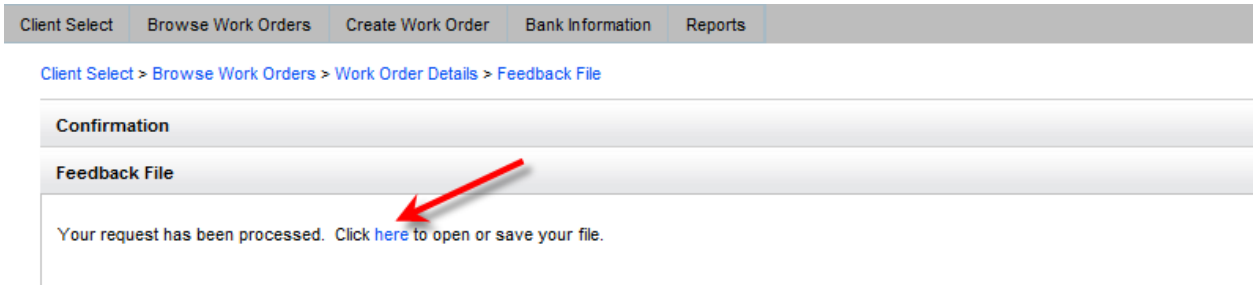 Client Select Browse Work Orders Create Work Order Bank Information Reports
Client Select > Browse Work Orders > Work Order Details > Feedback File
Confirmation
Feedback File
Your request has been processed.  Click here to open or save your file.